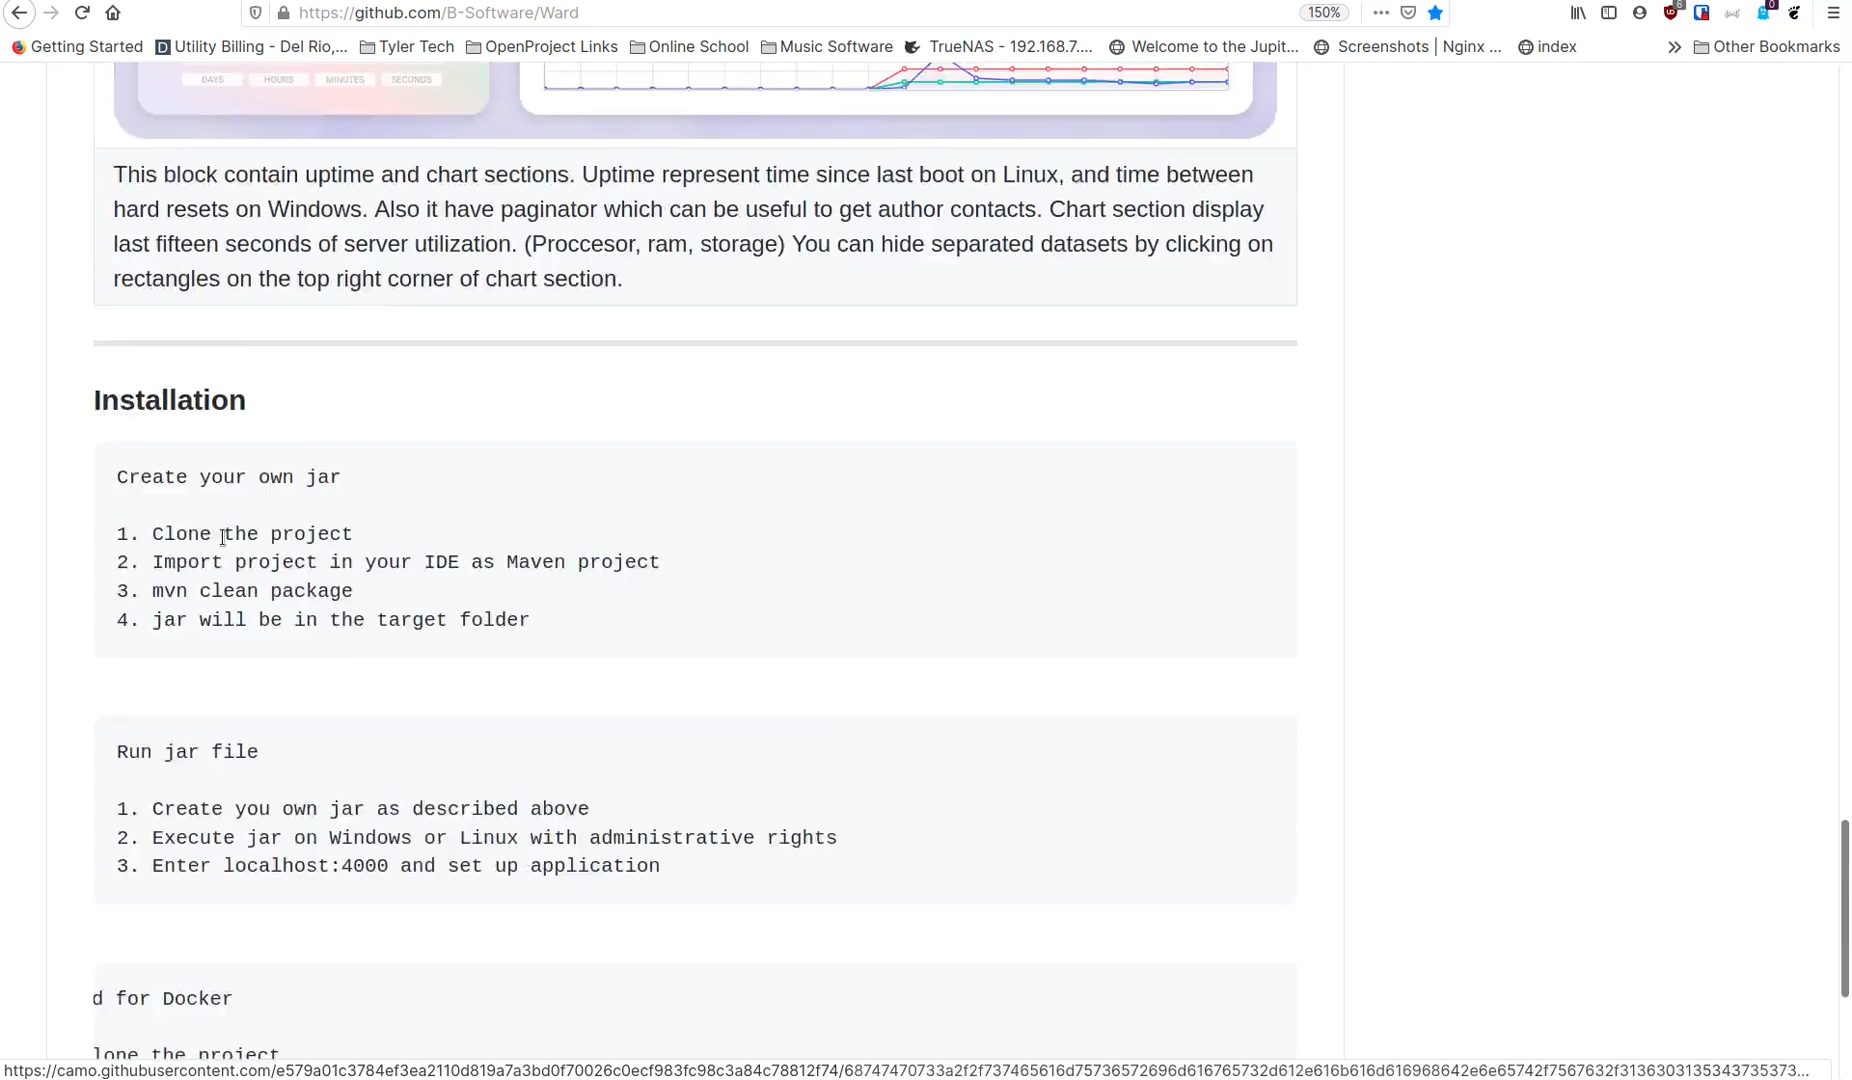 https://github.com/B-Software/Ward
150%
6
0
Getting Started
Utility Billing - Del Rio,...
Tyler Tech
OpenProject Links
Online School
Music Software
TrueNAS - 192.168.7....
Welcome to the Jupit...
Screenshots | Nginx ...
index
Other Bookmarks
DAYS HOURS MINUTES SECONDS
This block contain uptime and chart sections. Uptime represent time since last boot on Linux, and time between
hard resets on Windows. Also it have paginator which can be useful to get author contacts. Chart section display
last fifteen seconds of server utilization. (Proccesor, ram, storage) You can hide separated datasets by clicking on
rectangles on the top right corner of chart section.
Installation
Create your own jar
1. Clone the project
2. Import project in your IDE as Maven project
3. mvn clean package
4. jar will be in the target folder
Run jar file
1. Create you own jar as described above
2. Execute jar on Windows or Linux with administrative rights
3. Enter localhost:4000 and set up application
d for Docker
lone the project